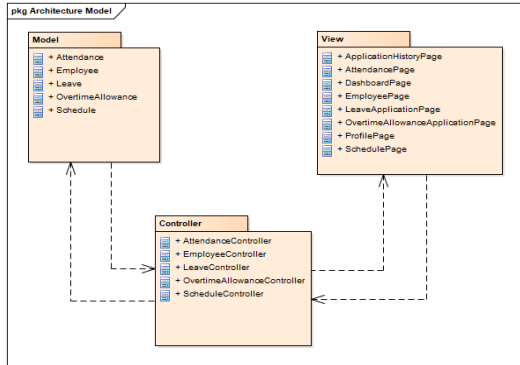 pkg Architecture Model
Model
+ Attendance
+ Employee
+ Leave
+ OvertimeAllowance
+ Schedule
View
+ ApplicationHistoryPage
+ AttendancePage
+ DashboardPage
+ EmployeePage
+ LeaveApplicationPage
+ OvertimeAllowanceApplicationPage
+ ProfilePage
+ SchedulePage
Controller
+ AttendanceController
+ EmployeeController
+ LeaveController
+ OvertimeAllowanceController
+ ScheduleController